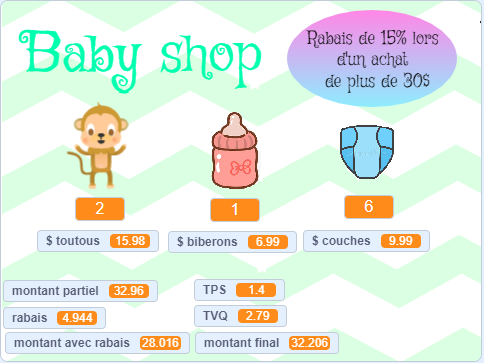 Baby shop
Rabais de 15% lors
d'un achat
de plus de 30$
2
1
6
$ toutous 15.98
$ biberons 6.99
$ couches 9.99
montant partiel 32.96
TPS 1.4
rabais 4.944
TVQ 2.79
montant avec rabais 28.016
montant final 32.206